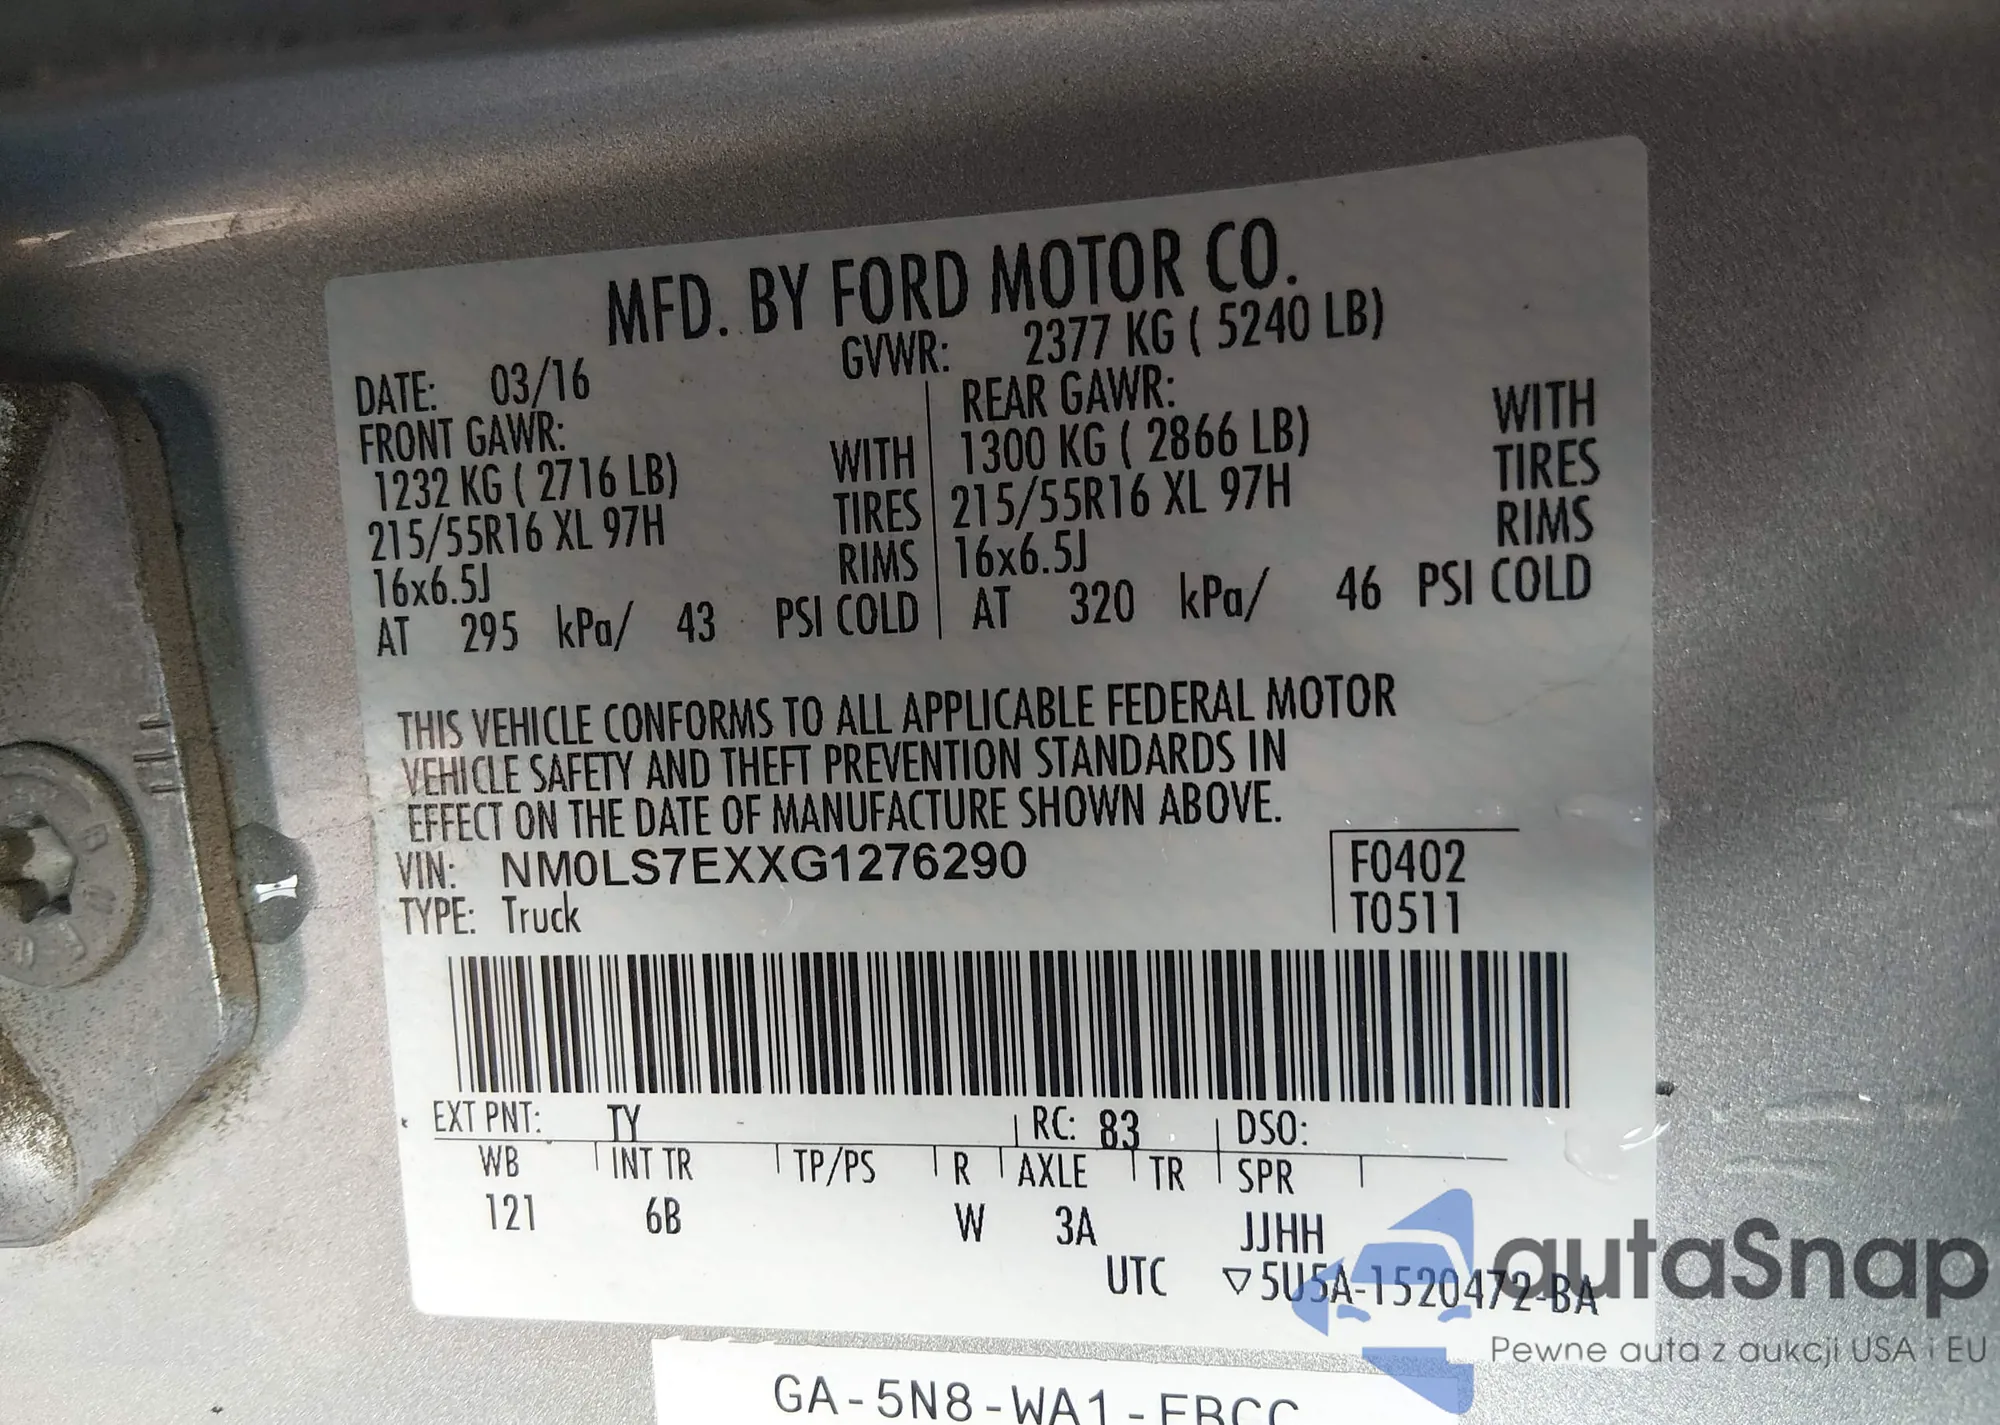 MFD. BY FORD MOTOR CO.
DATE: 03/16 GVWR: 2377 KG ( 5240 LB)
FRONT GAWR: REAR GAWR:
1232 KG ( 2716 LB) WITH 1300 KG ( 2866 LB) WITH
215/55R16 XL 97H TIRES 215/55R16 XL 97H TIRES
16x6.5J RIMS 16x6.5J RIMS
AT 295 kPa/ 43 PSI COLD AT 320 kPa/ 46 PSI COLD
THIS VEHICLE CONFORMS TO ALL APPLICABLE FEDERAL MOTOR
VEHICLE SAFETY AND THEFT PREVENTION STANDARDS IN
EFFECT ON THE DATE OF MANUFACTURE SHOWN ABOVE.
VIN: NM0LS7EXXG1276290 F0402
TYPE: Truck T0511
EXT PNT: TY RC: 83 DSO:
WB INT TR TP/PS R AXLE TR SPR
121 6B W 3A JJHH
UTC ▽5U5A-1520472-BA
autaSnap
Pewne auta z aukcji USA i EU
GA-5N8-WA1-EBCC